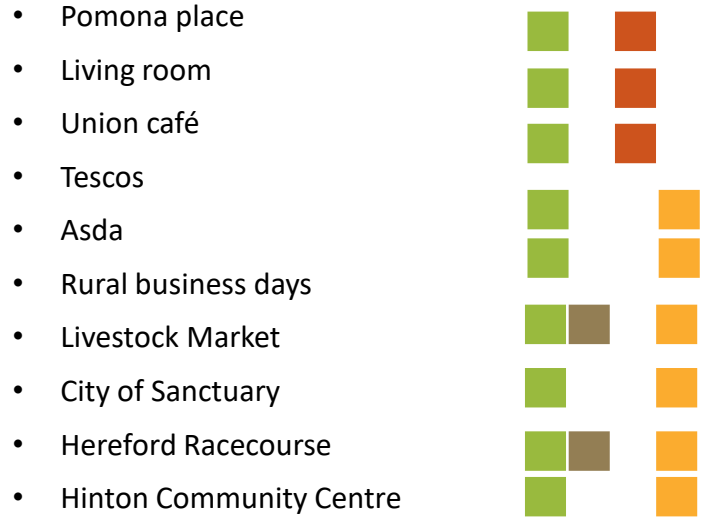 • Pomona place
• Living room
• Union café
• Tescos
• Asda
• Rural business days
• Livestock Market
• City of Sanctuary
• Hereford Racecourse
• Hinton Community Centre